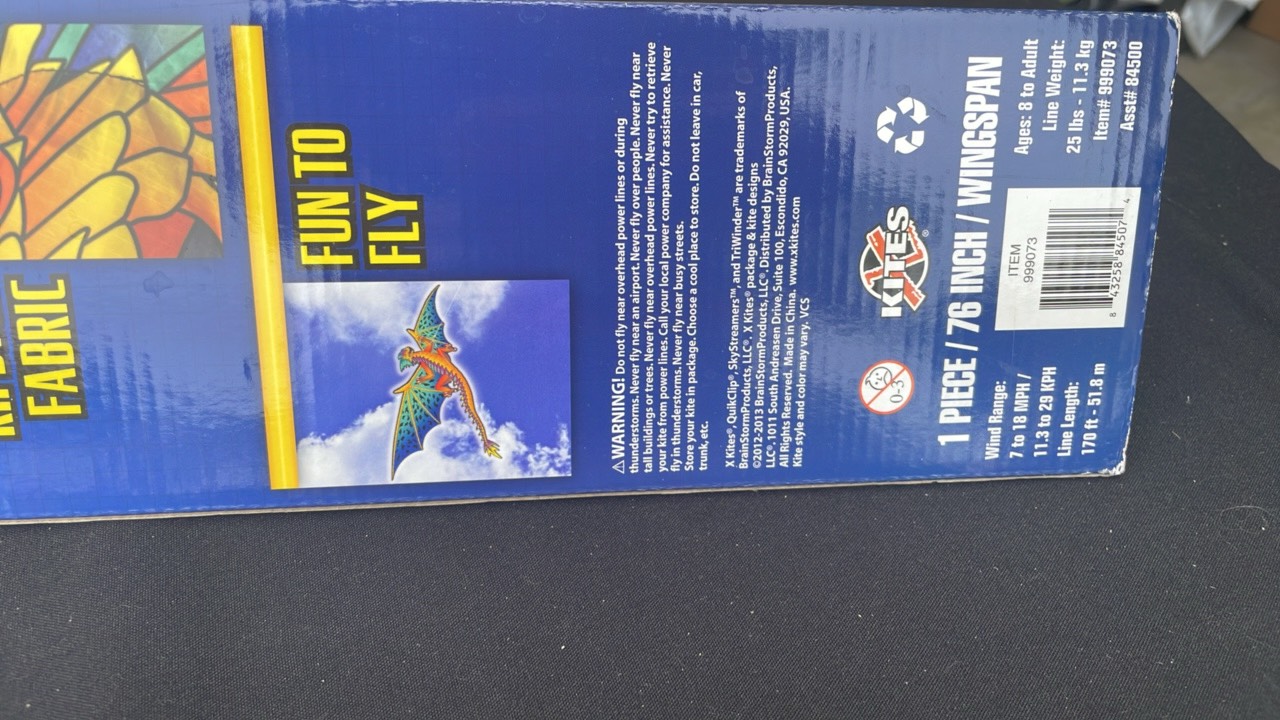 FABRIC
FUN TO
FLY
⚠WARNING! Do not fly near overhead power lines or during
thunderstorms. Never fly near an airport. Never fly over people. Never fly near
tall buildings or trees. Never fly near overhead power lines. Never try to retrieve
your kite from power lines. Call your local power company for assistance. Never
fly in thunderstorms. Never fly near busy streets.
Store your kite in package. Choose a cool place to store. Do not leave in car,
trunk, etc.
X Kites®, QuikClip®, SkyStreamers™, and TriWinder™ are trademarks of
BrainStormProducts, LLC®. X Kites® package & kite designs
©2012-2013 BrainStormProducts, LLC®. Distributed by BrainStormProducts,
LLC®, 1011 South Andreasen Drive, Suite 100, Escondido, CA 92029, USA.
All Rights Reserved. Made in China. www.xkites.com
Kite style and color may vary. VCS
0-3
X KITES®
1 PIECE / 76 INCH / WINGSPAN
Wind Range:
7 to 18 MPH /
11.3 to 29 KPH
Line Length:
170 ft - 51.8 m
ITEM
999073
8 43258 84507 4
Ages: 8 to Adult
Line Weight:
25 lbs - 11.3 kg
Item# 999073
Asst# 84500